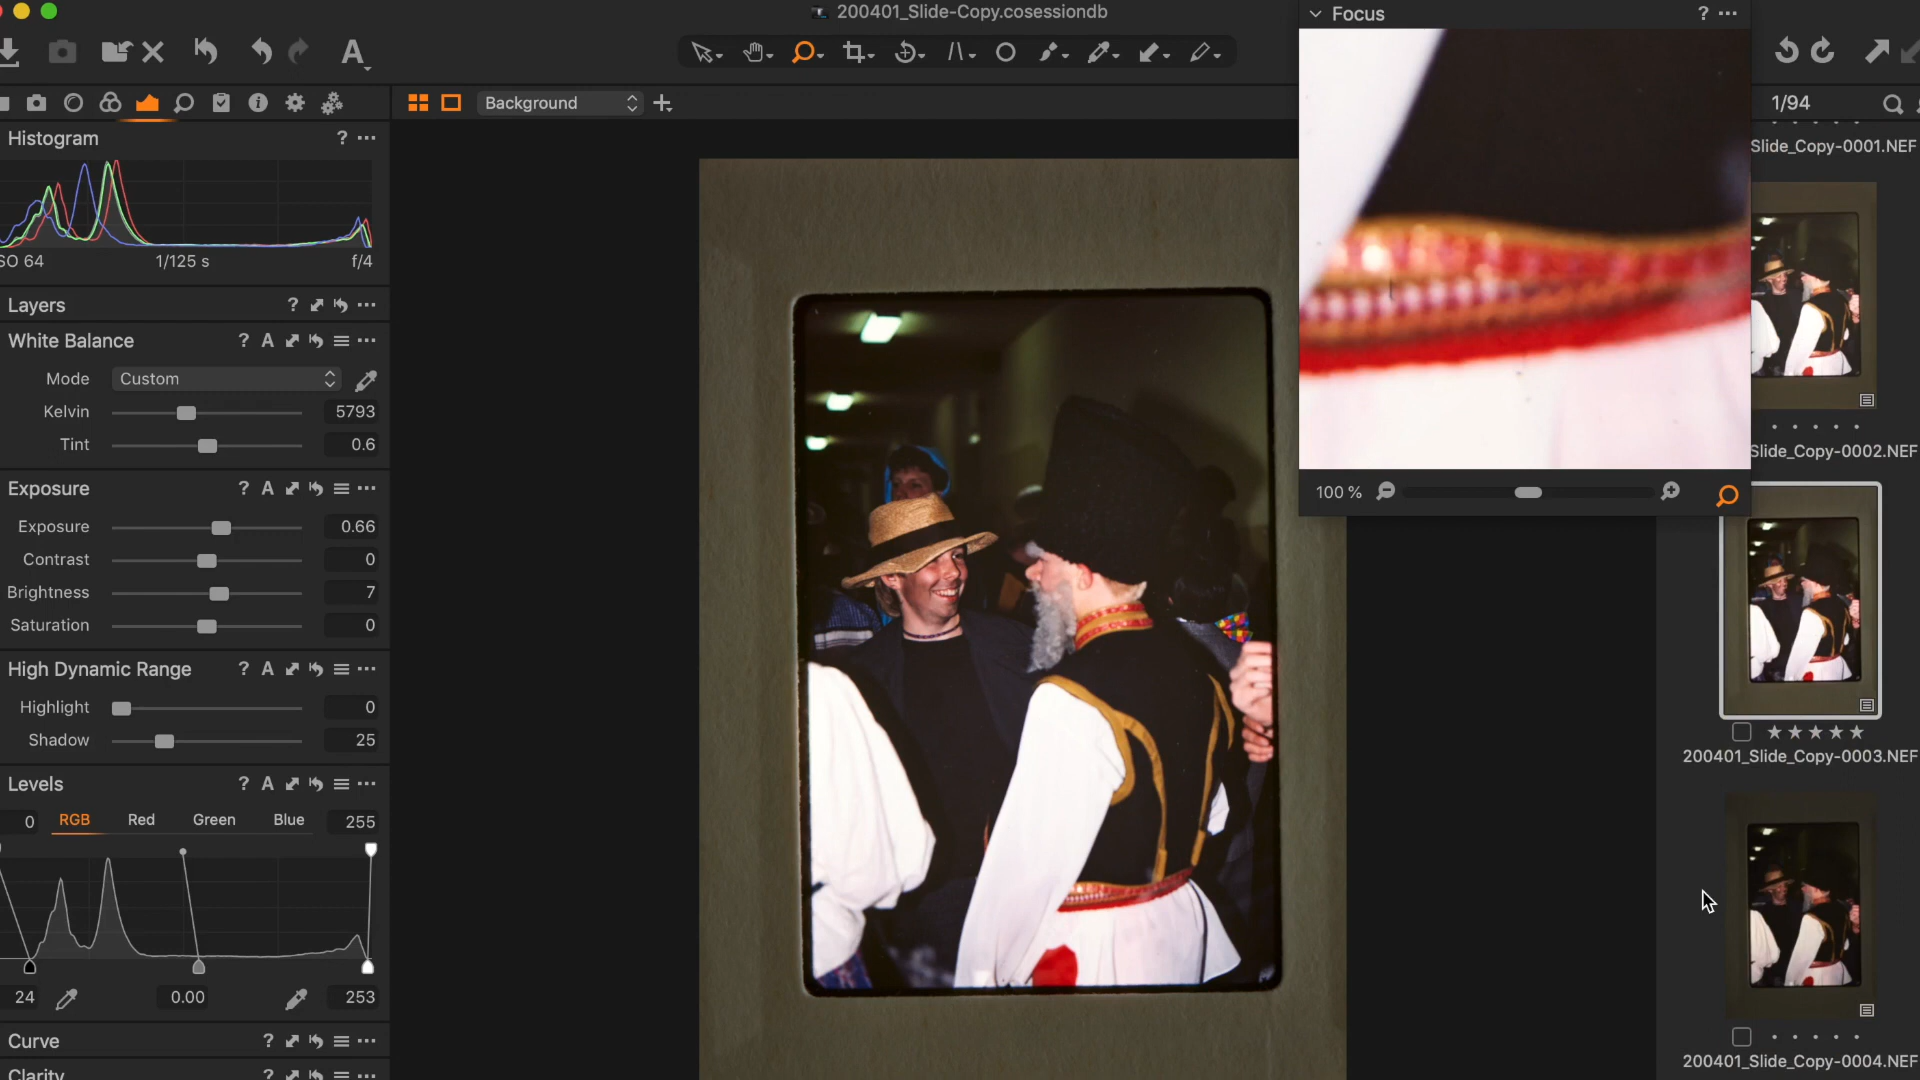 200401_Slide-Copy.cosessiondb
Focus
?
A
Background
1/94
Histogram
?
SO 64
1/125 s
f/4
Layers
?
White Balance
? A
Mode
Custom
Kelvin
5793
Tint
0.6
Exposure
? A
Exposure
0.66
Contrast
0
Brightness
7
Saturation
0
High Dynamic Range
? A
Highlight
0
Shadow
25
Levels
? A
0
RGB
Red
Green
Blue
255
24
0.00
253
Curve
?
Clarity
?
100 %
Slide_Copy-0001.NEF
Slide_Copy-0002.NEF
200401_Slide_Copy-0003.NEF
200401_Slide_Copy-0004.NEF